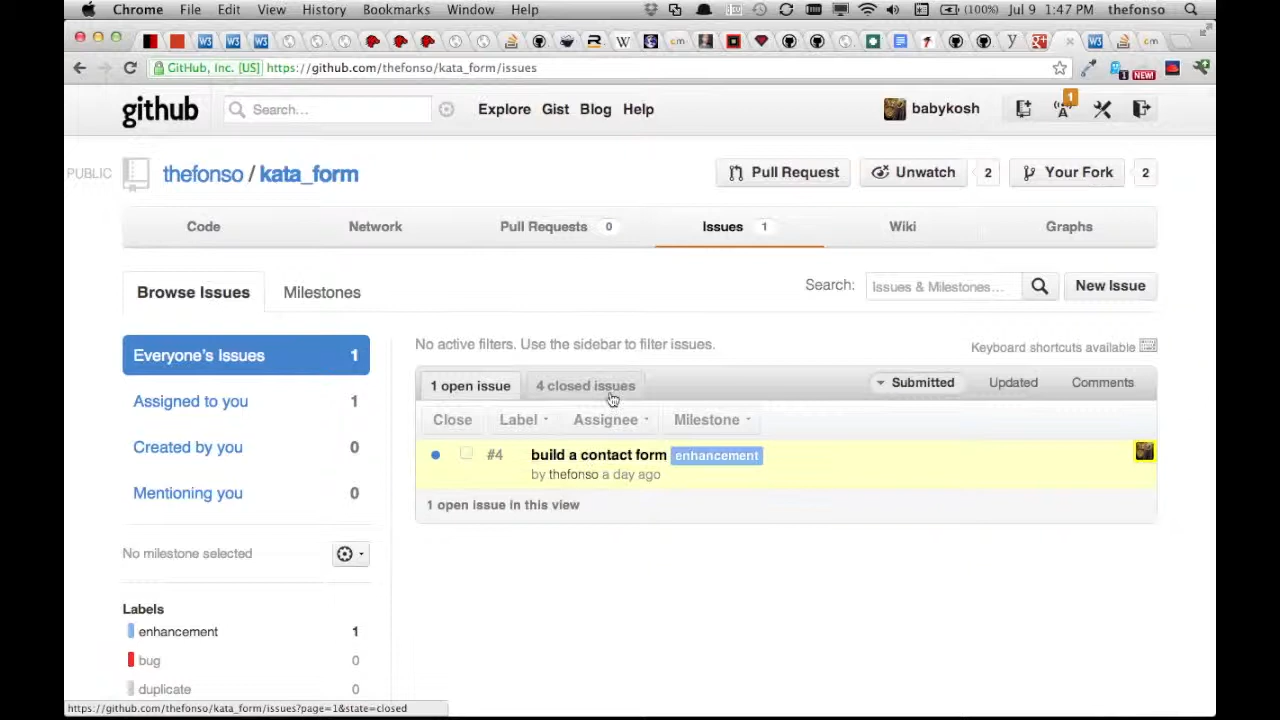 Chrome File Edit View History Bookmarks Window Help (100%) Jul 9 1:47 PM thefonso
GitHub, Inc. [US] https://github.com/thefonso/kata_form/issues
NEW!
github Search... Explore Gist Blog Help babykosh 1
PUBLIC thefonso / kata_form Pull Request Unwatch 2 Your Fork 2
Code Network Pull Requests 0 Issues 1 Wiki Graphs
Browse Issues Milestones Search: Issues & Milestones... New Issue
Everyone's Issues 1
Assigned to you 1
Created by you 0
Mentioning you 0
No milestone selected
Labels
enhancement 1
bug 0
duplicate 0
No active filters. Use the sidebar to filter issues. Keyboard shortcuts available
1 open issue 4 closed issues Submitted Updated Comments
Close Label Assignee Milestone
#4 build a contact form enhancement
by thefonso a day ago
1 open issue in this view
https://github.com/thefonso/kata_form/issues?page=1&state=closed